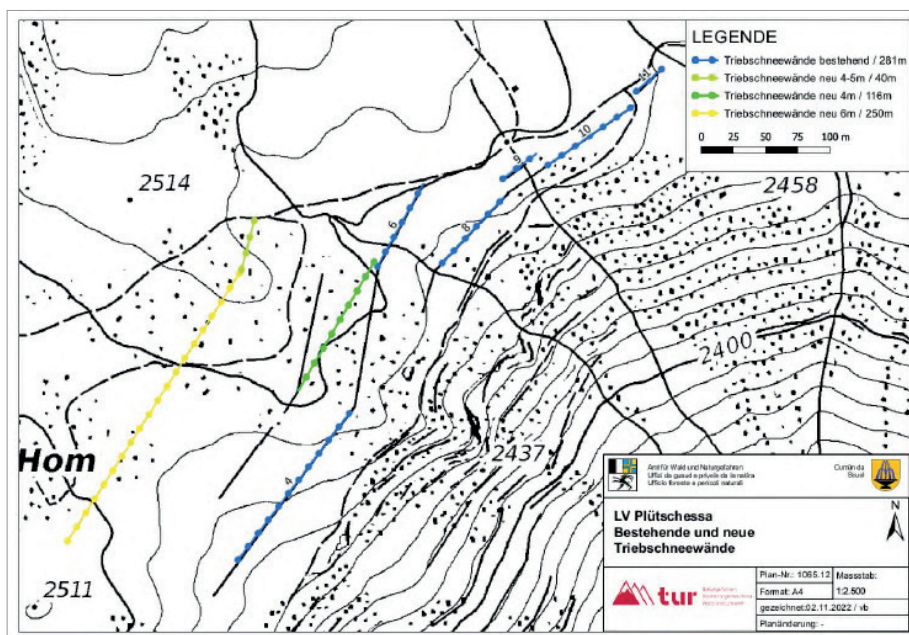 LEGENDE
Triebschneewände bestehend / 281m
Triebschneewände neu 4-5m / 40m
Triebschneewände neu 4m / 116m
Triebschneewände neu 6m / 250m
0 25 50 75 100 m
11
10
9
2514
2458
6
8
2400
Hom
2437
4
2511
Amt für Wald und Naturgefahren
Uffizi da guaud e privels da la natira
Ufficio foreste e pericoli naturali
Cumün da
LV Plütschessa
Bestehende und neue
Triebschneewände
N
tur
Plan-Nr.: 1065.12
Massstab:
Format: A4
1:2.500
gezeichnet:02.11.2022 / vb
Planänderung: -